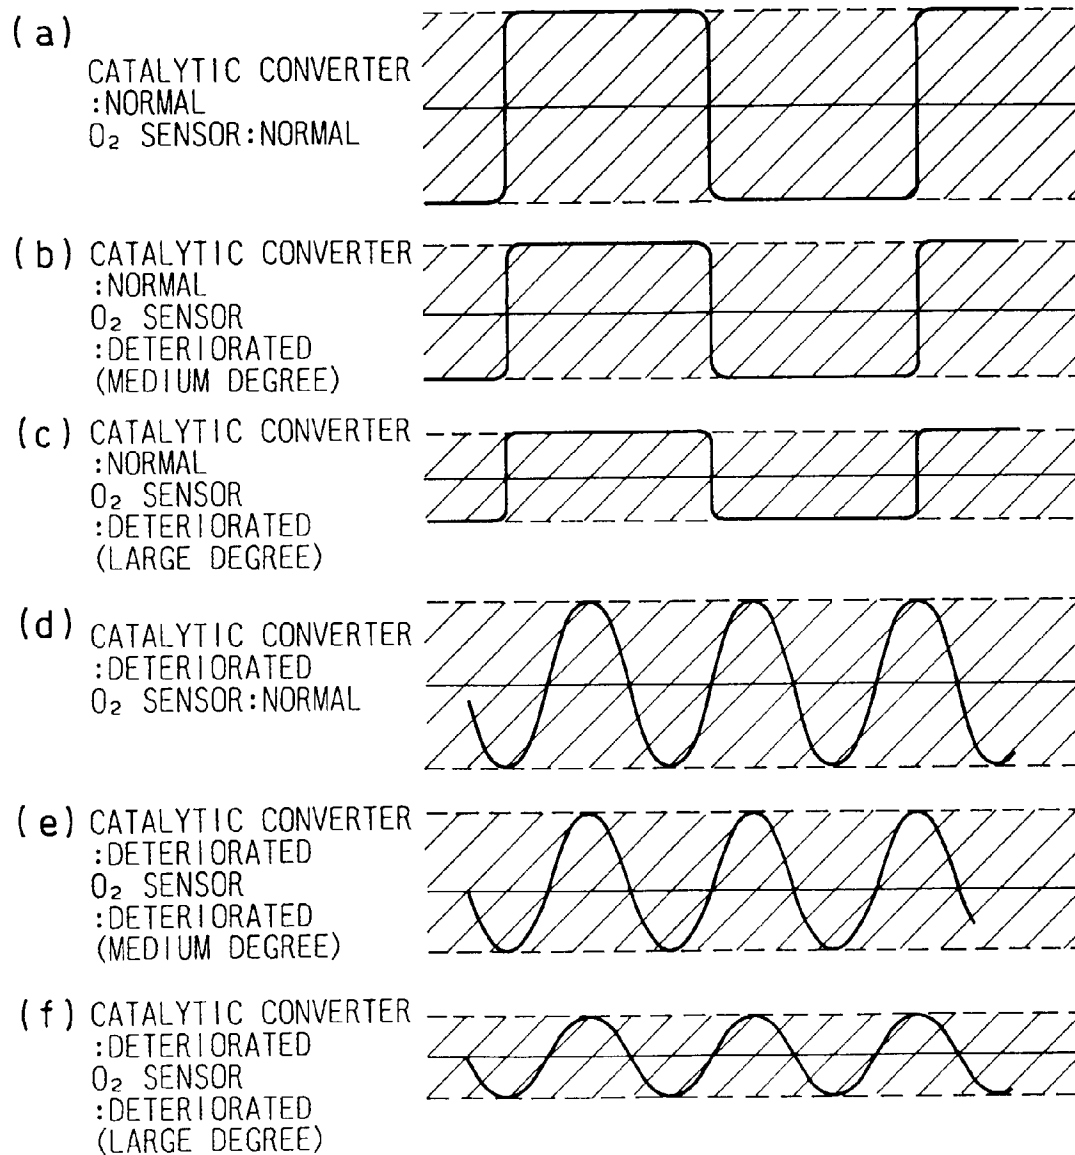 (a)
CATALYTIC CONVERTER
:NORMAL
O₂ SENSOR:NORMAL
(b) CATALYTIC CONVERTER
:NORMAL
O₂ SENSOR
:DETERIORATED
(MEDIUM DEGREE)
(c) CATALYTIC CONVERTER
:NORMAL
O₂ SENSOR
:DETERIORATED
(LARGE DEGREE)
(d)
CATALYTIC CONVERTER
:DETERIORATED
O₂ SENSOR:NORMAL
(e) CATALYTIC CONVERTER
:DETERIORATED
O₂ SENSOR
:DETERIORATED
(MEDIUM DEGREE)
(f) CATALYTIC CONVERTER
:DETERIORATED
O₂ SENSOR
:DETERIORATED
(LARGE DEGREE)